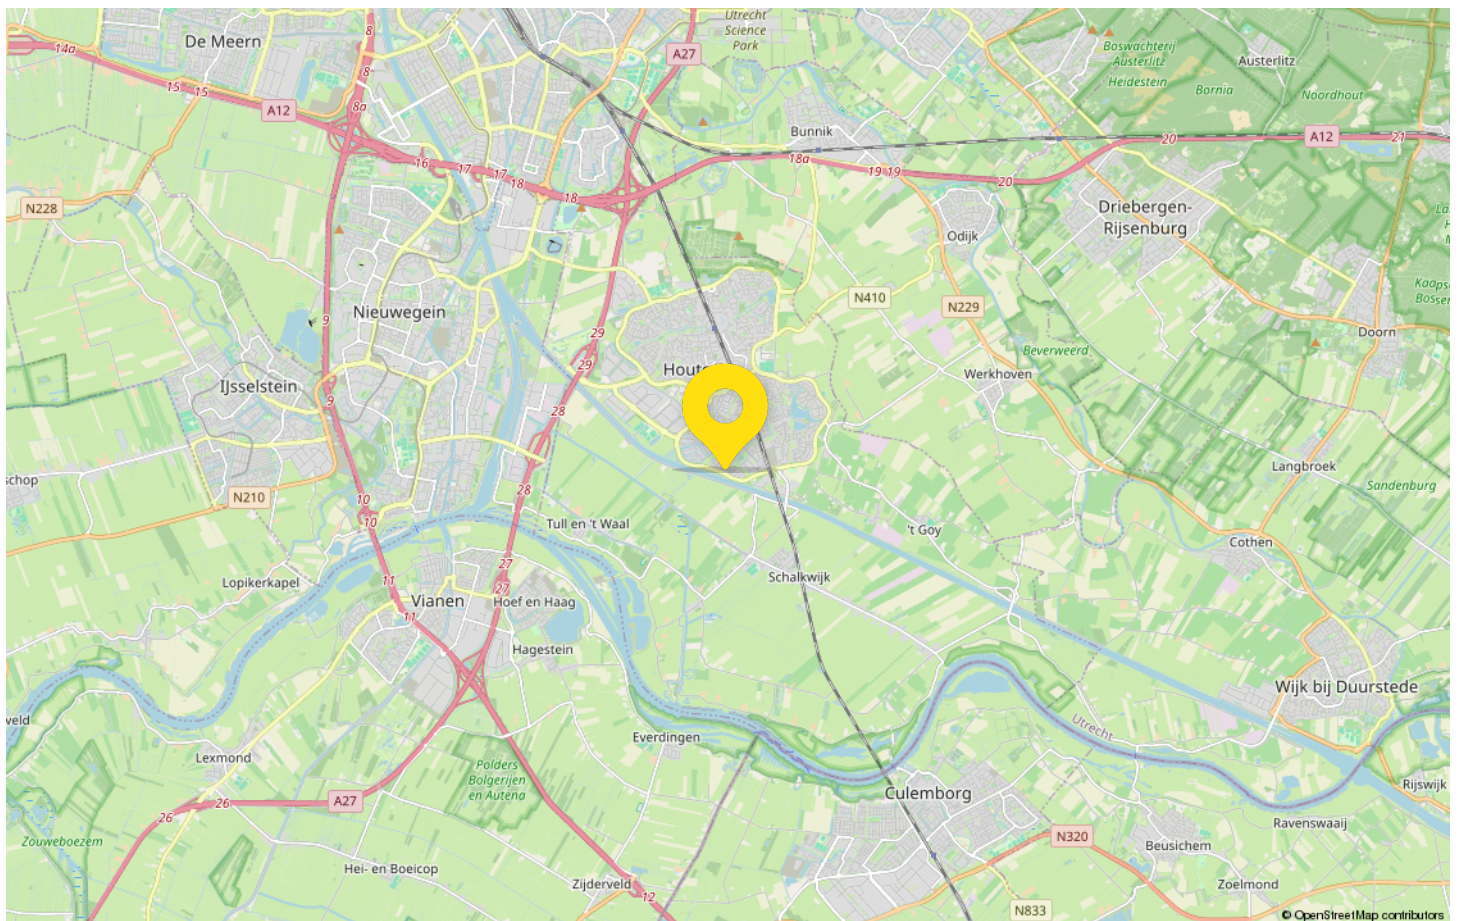 Utrecht
Science
Park
De Meern
14a
8
A27
Boswachterij
Austerlitz
Austerlitz
8
15
15
8a
Heidestein
Bornia
Noordhout
A12
Bunnik
A12
20
21
16
17
17
18
18
18a
19
19
20
N228
9
Driebergen-
Rijsenburg
Odijk
N410
N229
Nieuwegein
9
29
Doorn
Beverweerd
29
IJsselstein
Werkhoven
9
28
Langbroek
schop
N210
10
28
Sandenburg
10
Tull en 't Waal
't Goy
Cothen
27
Schalkwijk
Lopikerkapel
11
27
Vianen
Hoef en Haag
11
Hagestein
Wijk bij Duurstede
veld
Utrecht
Everdingen
Lexmond
Polders
Bolgerijen
en Autena
Rijswijk
Culemborg
26
A27
26
Ravenswaaij
N320
Zouweboezem
Beusichem
Hei- en Boeicop
Zijderveld
12
Zoelmond
N833
© OpenStreetMap contributors